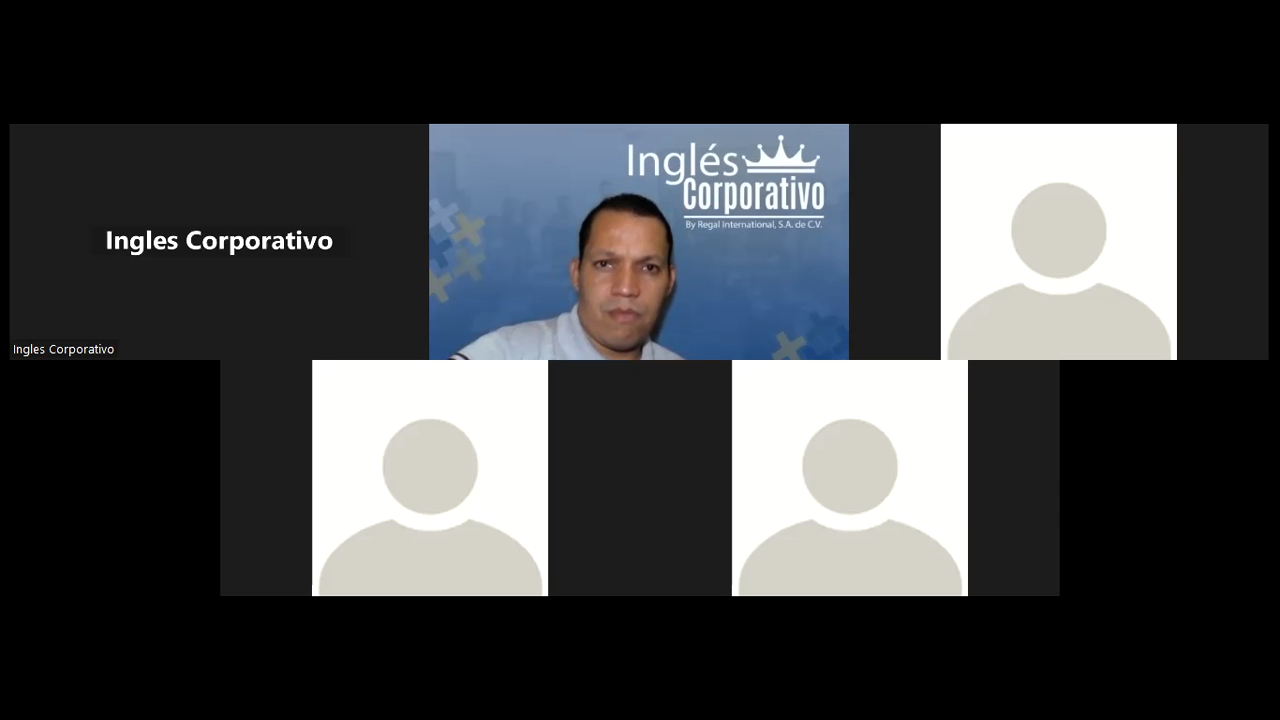 Ingles Corporativo
Ingles Corporativo
Inglés
Corporativo
By Regal International, S.A. de C.V.